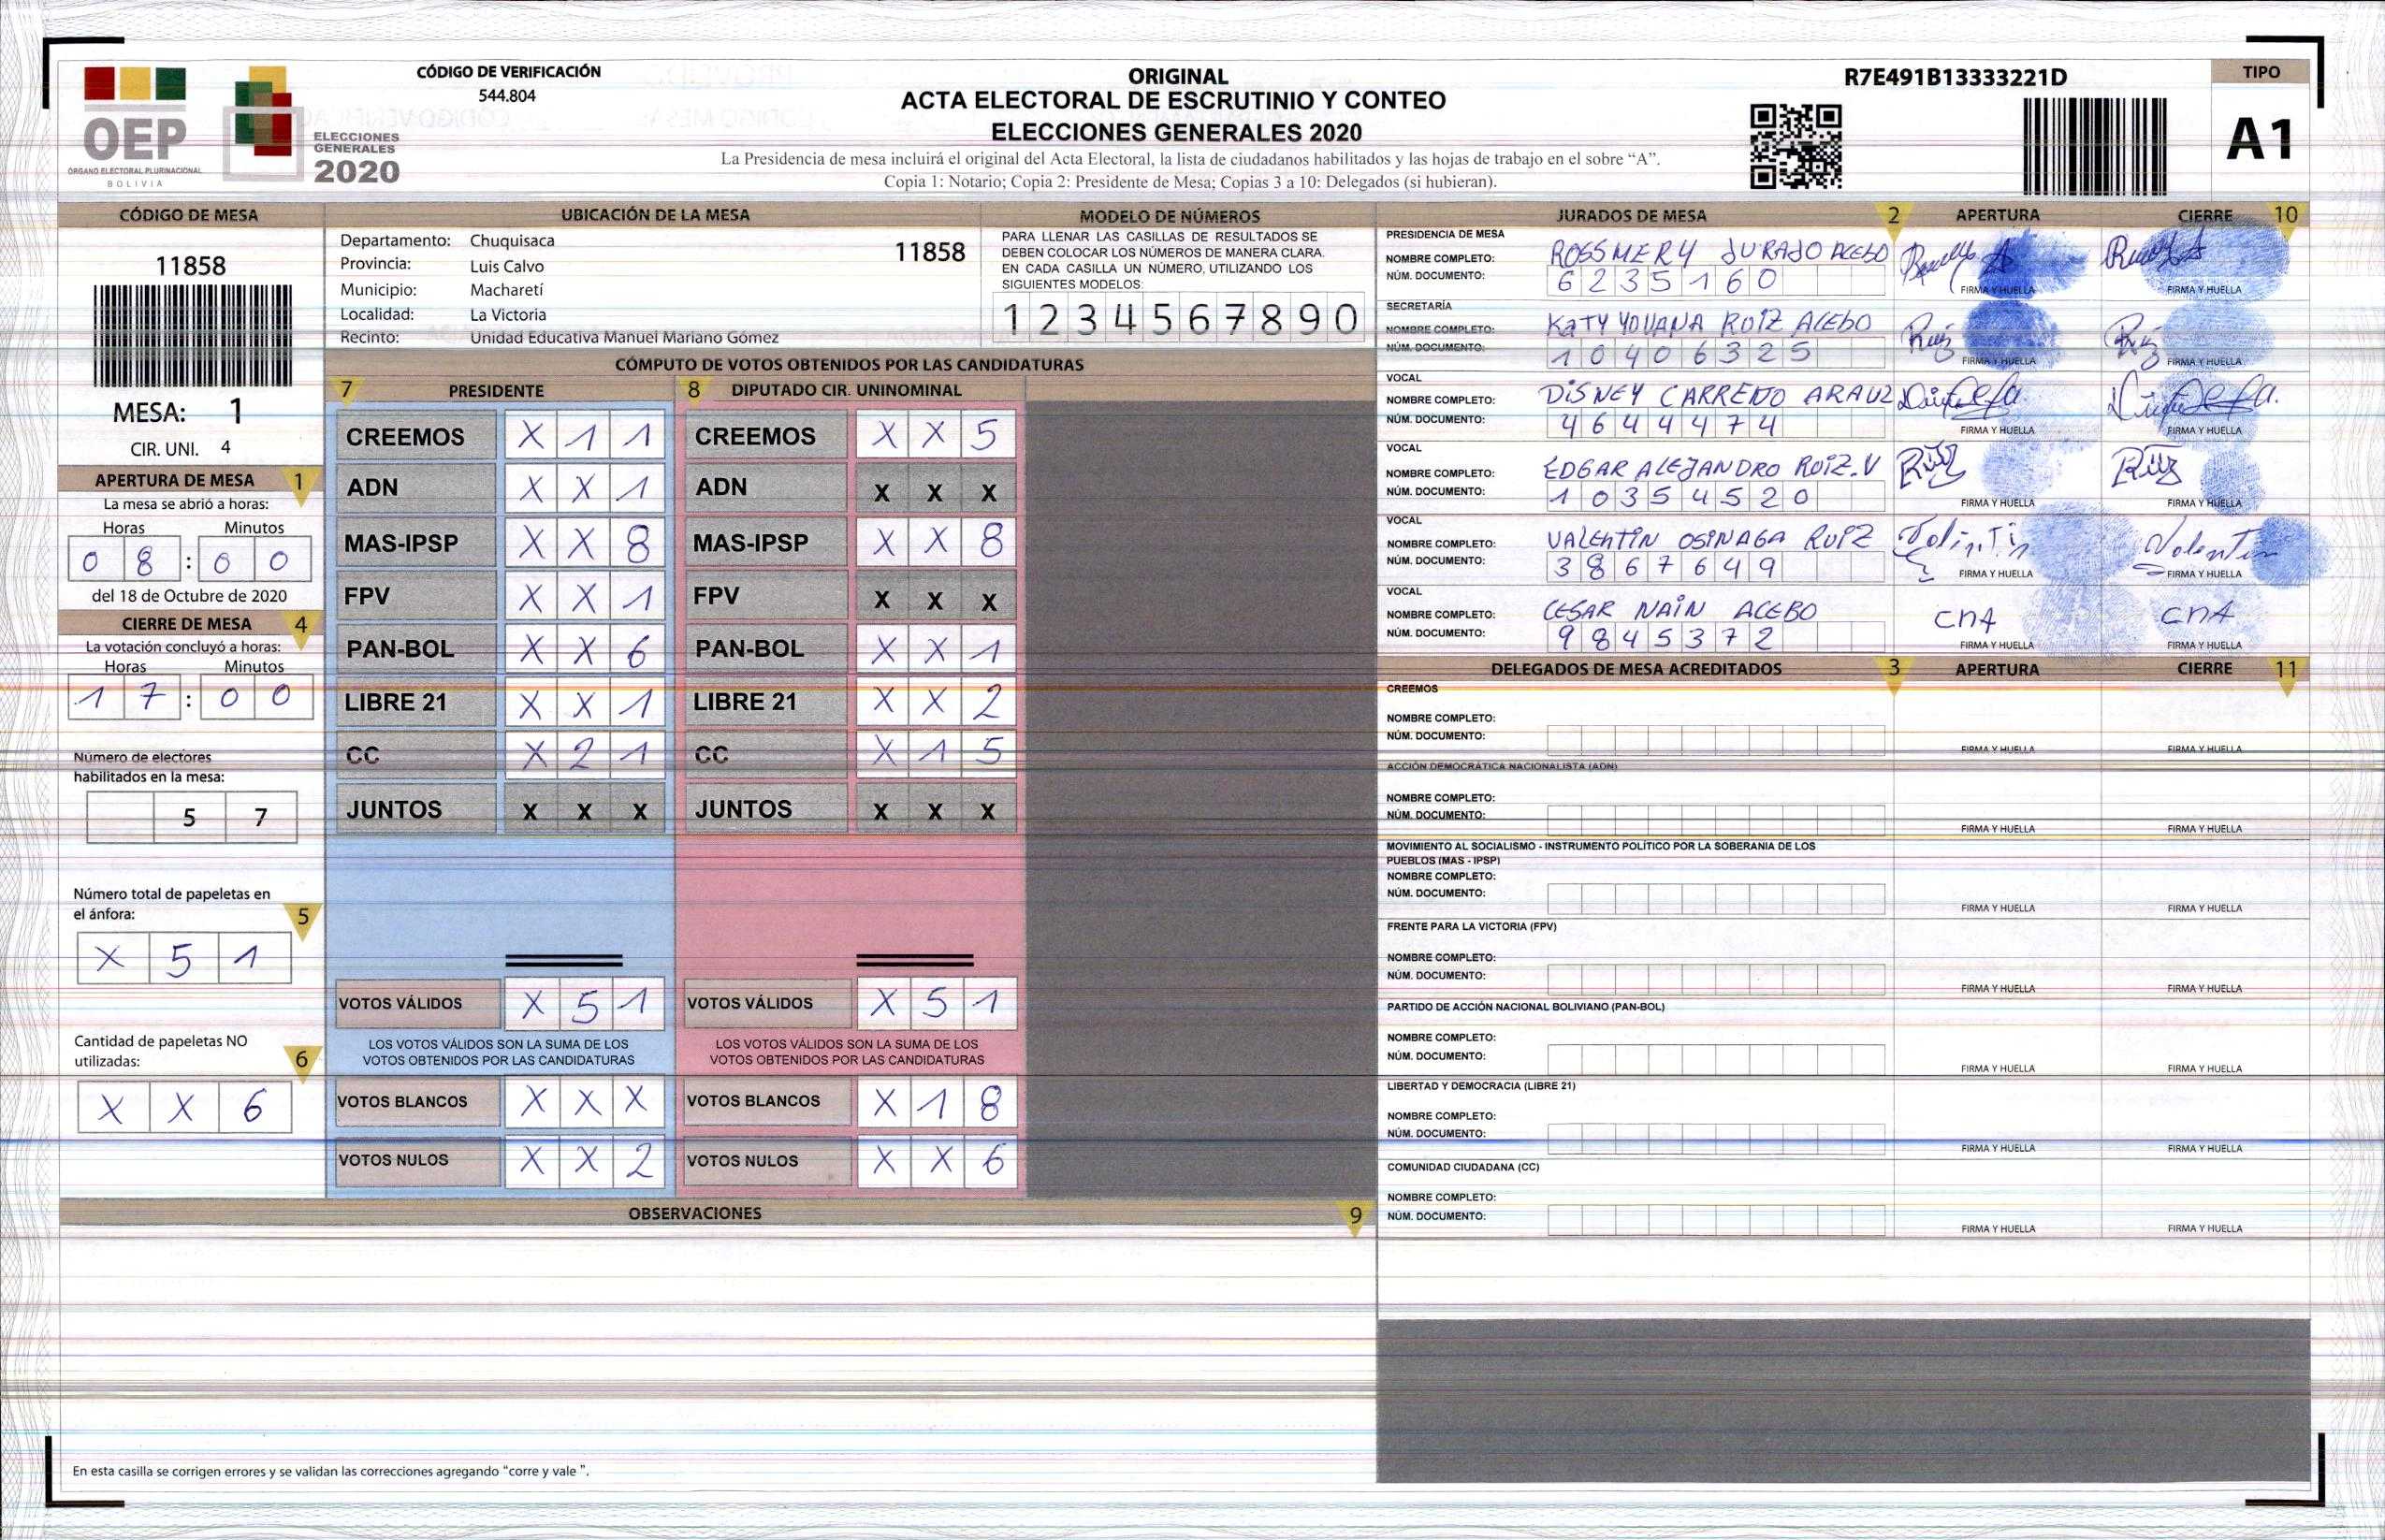 CÓDIGO DE VERIFICACIÓN
544.804
OEP
ÓRGANO ELECTORAL PLURINACIONAL
BOLIVIA
ELECCIONES
GENERALES
2020
ORIGINAL
ACTA ELECTORAL DE ESCRUTINIO Y CONTEO
ELECCIONES GENERALES 2020
La Presidencia de mesa incluirá el original del Acta Electoral, la lista de ciudadanos habilitados y las hojas de trabajo en el sobre “A”.
Copia 1: Notario; Copia 2: Presidente de Mesa; Copias 3 a 10: Delegados (si hubieran).
R7E491B13333221D
TIPO
A1
CÓDIGO DE MESA
11858
MESA: 1
CIR. UNI. 4
APERTURA DE MESA 1
La mesa se abrió a horas:
Horas Minutos
0 8 : 0 0
del 18 de Octubre de 2020
CIERRE DE MESA 4
La votación concluyó a horas:
Horas Minutos
1 7 : 0 0
Número de electores
habilitados en la mesa:
5 7
Número total de papeletas en
el ánfora: 5
X 5 1
Cantidad de papeletas NO
utilizadas: 6
X X 6
UBICACIÓN DE LA MESA
Departamento: Chuquisaca 11858
Provincia: Luis Calvo
Municipio: Macharetí
Localidad: La Victoria
Recinto: Unidad Educativa Manuel Mariano Gómez
MODELO DE NÚMEROS
PARA LLENAR LAS CASILLAS DE RESULTADOS SE
DEBEN COLOCAR LOS NÚMEROS DE MANERA CLARA.
EN CADA CASILLA UN NÚMERO, UTILIZANDO LOS
SIGUIENTES MODELOS:
1 2 3 4 5 6 7 8 9 0
CÓMPUTO DE VOTOS OBTENIDOS POR LAS CANDIDATURAS
7 PRESIDENTE
CREEMOS X 1 1
ADN X X 1
MAS-IPSP X X 8
FPV X X 1
PAN-BOL X X 6
LIBRE 21 X X 1
CC X 2 1
JUNTOS X X X
VOTOS VÁLIDOS X 5 1
LOS VOTOS VÁLIDOS SON LA SUMA DE LOS
VOTOS OBTENIDOS POR LAS CANDIDATURAS
VOTOS BLANCOS X X X
VOTOS NULOS X X 2
8 DIPUTADO CIR. UNINOMINAL
CREEMOS X X 5
ADN X X X
MAS-IPSP X X 8
FPV X X X
PAN-BOL X X 1
LIBRE 21 X X 2
CC X 1 5
JUNTOS X X X
VOTOS VÁLIDOS X 5 1
LOS VOTOS VÁLIDOS SON LA SUMA DE LOS
VOTOS OBTENIDOS POR LAS CANDIDATURAS
VOTOS BLANCOS X 1 8
VOTOS NULOS X X 6
OBSERVACIONES 9
En esta casilla se corrigen errores y se validan las correcciones agregando “corre y vale ”.
JURADOS DE MESA 2 APERTURA CIERRE 10
PRESIDENCIA DE MESA
NOMBRE COMPLETO: ROSSMERY JURADO ACEBO
NÚM. DOCUMENTO: 6235160
FIRMA Y HUELLA FIRMA Y HUELLA
SECRETARÍA
NOMBRE COMPLETO: KATY YOVANA RUIZ ACEBO
NÚM. DOCUMENTO: 10406325
Ruiz FIRMA Y HUELLA Ruiz FIRMA Y HUELLA
VOCAL
NOMBRE COMPLETO: DISNEY CARREÑO ARAUZ
NÚM. DOCUMENTO: 4644474
FIRMA Y HUELLA FIRMA Y HUELLA
VOCAL
NOMBRE COMPLETO: EDGAR ALEJANDRO RUIZ.V
NÚM. DOCUMENTO: 10354520
Ruiz FIRMA Y HUELLA Ruiz FIRMA Y HUELLA
VOCAL
NOMBRE COMPLETO: VALENTIN OSINAGA RUIZ
NÚM. DOCUMENTO: 3867649
FIRMA Y HUELLA Valentin FIRMA Y HUELLA
VOCAL
NOMBRE COMPLETO: CESAR NAIN ACEBO
NÚM. DOCUMENTO: 9845372
CNA FIRMA Y HUELLA CNA FIRMA Y HUELLA
DELEGADOS DE MESA ACREDITADOS 3 APERTURA CIERRE 11
CREEMOS
NOMBRE COMPLETO:
NÚM. DOCUMENTO:
FIRMA Y HUELLA FIRMA Y HUELLA
ACCIÓN DEMOCRÁTICA NACIONALISTA (ADN)
NOMBRE COMPLETO:
NÚM. DOCUMENTO:
FIRMA Y HUELLA FIRMA Y HUELLA
MOVIMIENTO AL SOCIALISMO - INSTRUMENTO POLÍTICO POR LA SOBERANIA DE LOS
PUEBLOS (MAS - IPSP)
NOMBRE COMPLETO:
NÚM. DOCUMENTO:
FIRMA Y HUELLA FIRMA Y HUELLA
FRENTE PARA LA VICTORIA (FPV)
NOMBRE COMPLETO:
NÚM. DOCUMENTO:
FIRMA Y HUELLA FIRMA Y HUELLA
PARTIDO DE ACCIÓN NACIONAL BOLIVIANO (PAN-BOL)
NOMBRE COMPLETO:
NÚM. DOCUMENTO:
FIRMA Y HUELLA FIRMA Y HUELLA
LIBERTAD Y DEMOCRACIA (LIBRE 21)
NOMBRE COMPLETO:
NÚM. DOCUMENTO:
FIRMA Y HUELLA FIRMA Y HUELLA
COMUNIDAD CIUDADANA (CC)
NOMBRE COMPLETO:
NÚM. DOCUMENTO:
FIRMA Y HUELLA FIRMA Y HUELLA